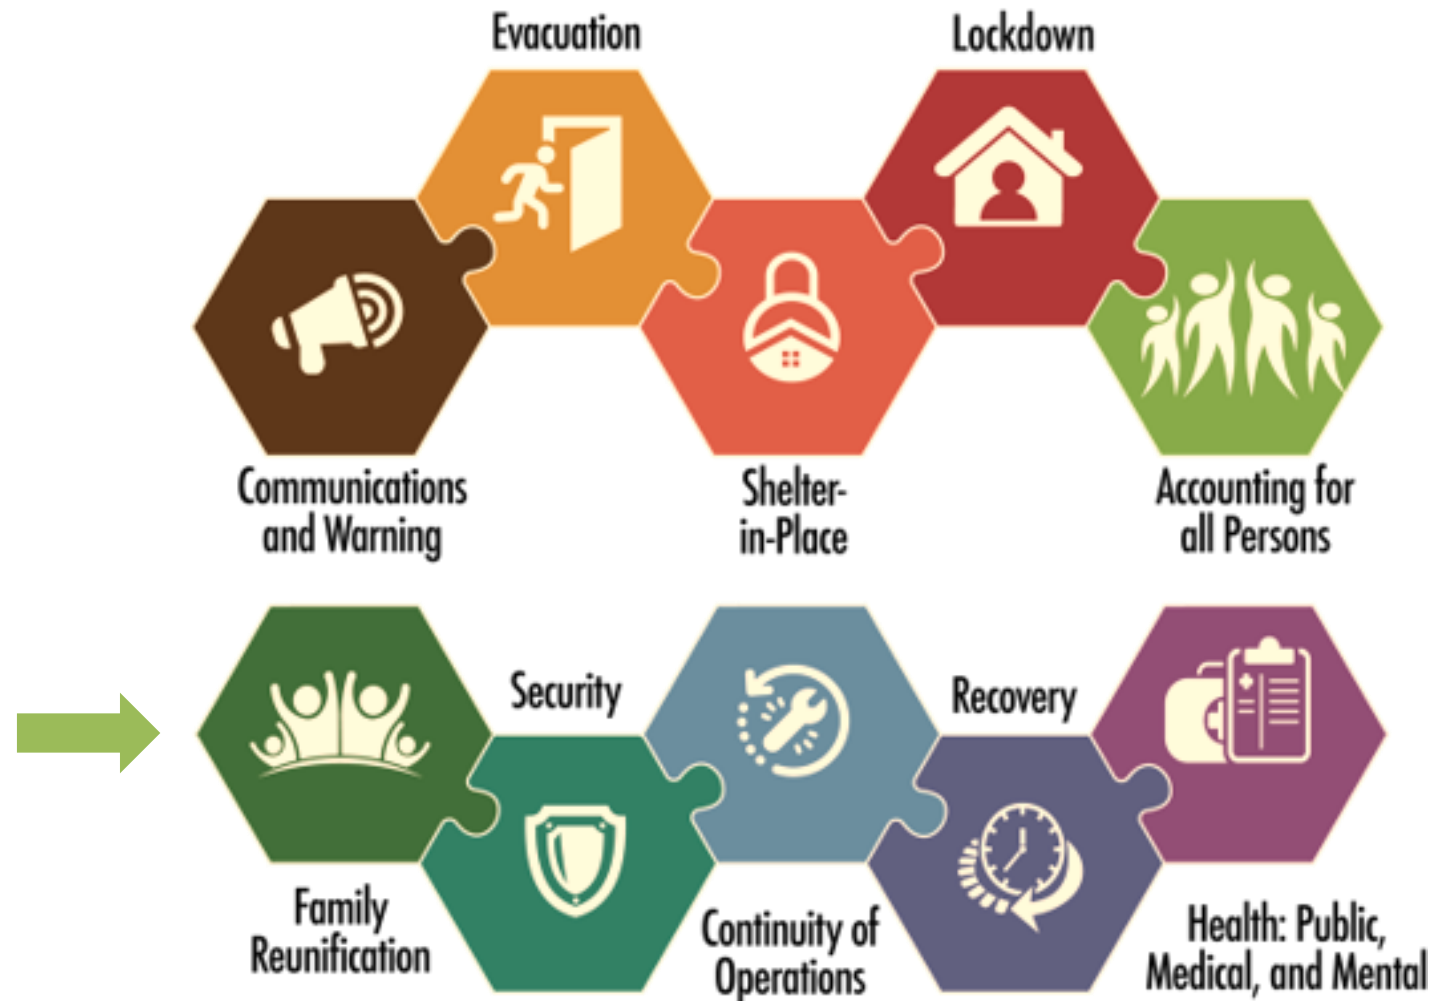 Evacuation
Lockdown
Communications
and Warning
Shelter-
in-Place
Accounting for
all Persons
Security
Recovery
Family
Reunification
Continuity of
Operations
Health: Public,
Medical, and Mental